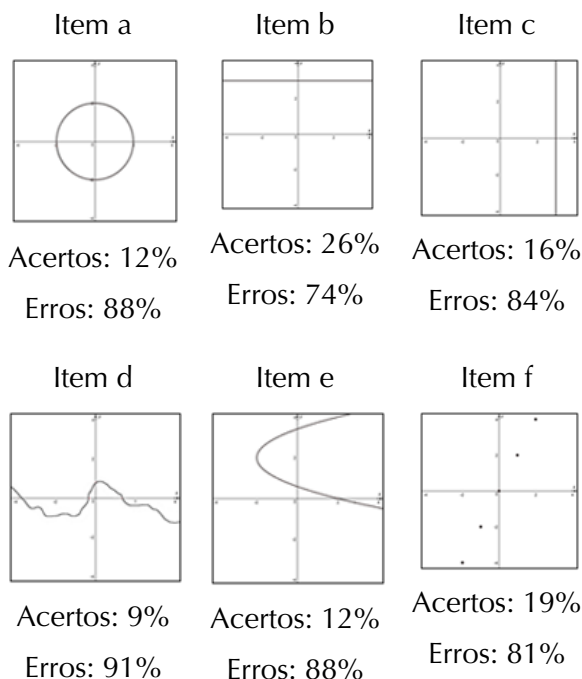 Item a Item b Item c
Acertos: 12% Acertos: 26% Acertos: 16%
Erros: 88% Erros: 74% Erros: 84%
Item d Item e Item f
Acertos: 9% Acertos: 12% Acertos: 19%
Erros: 91% Erros: 88% Erros: 81%